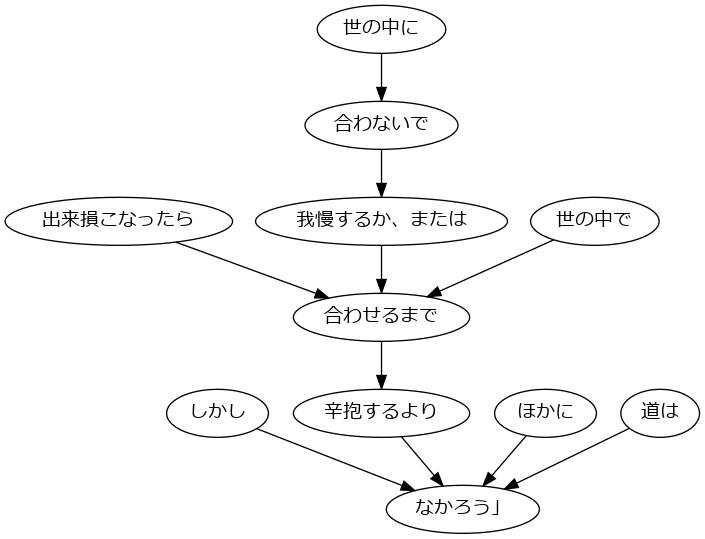 世の中に
合わないで
出来損こなったら
我慢するか、または
世の中で
合わせるまで
しかし
辛抱するより
ほかに
道は
なかろう」